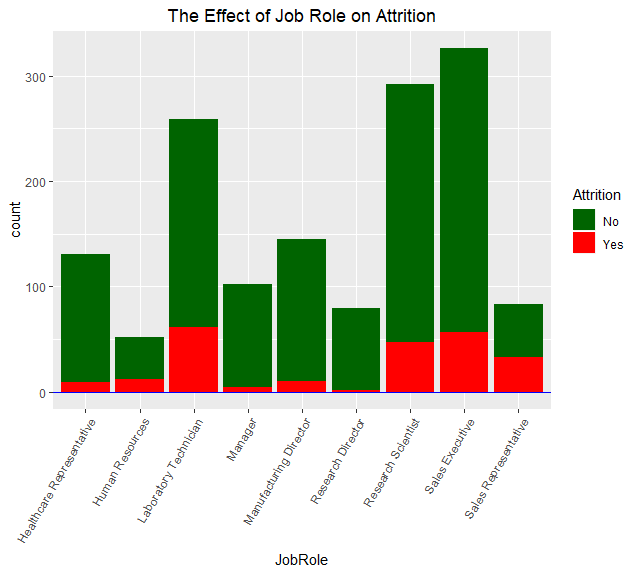 The Effect of Job Role on Attrition
count
300
200
100
0
Healthcare Representative
Human Resources
Laboratory Technician
Manager
Manufacturing Director
Research Director
Research Scientist
Sales Executive
Sales Representative
JobRole
Attrition
No
Yes